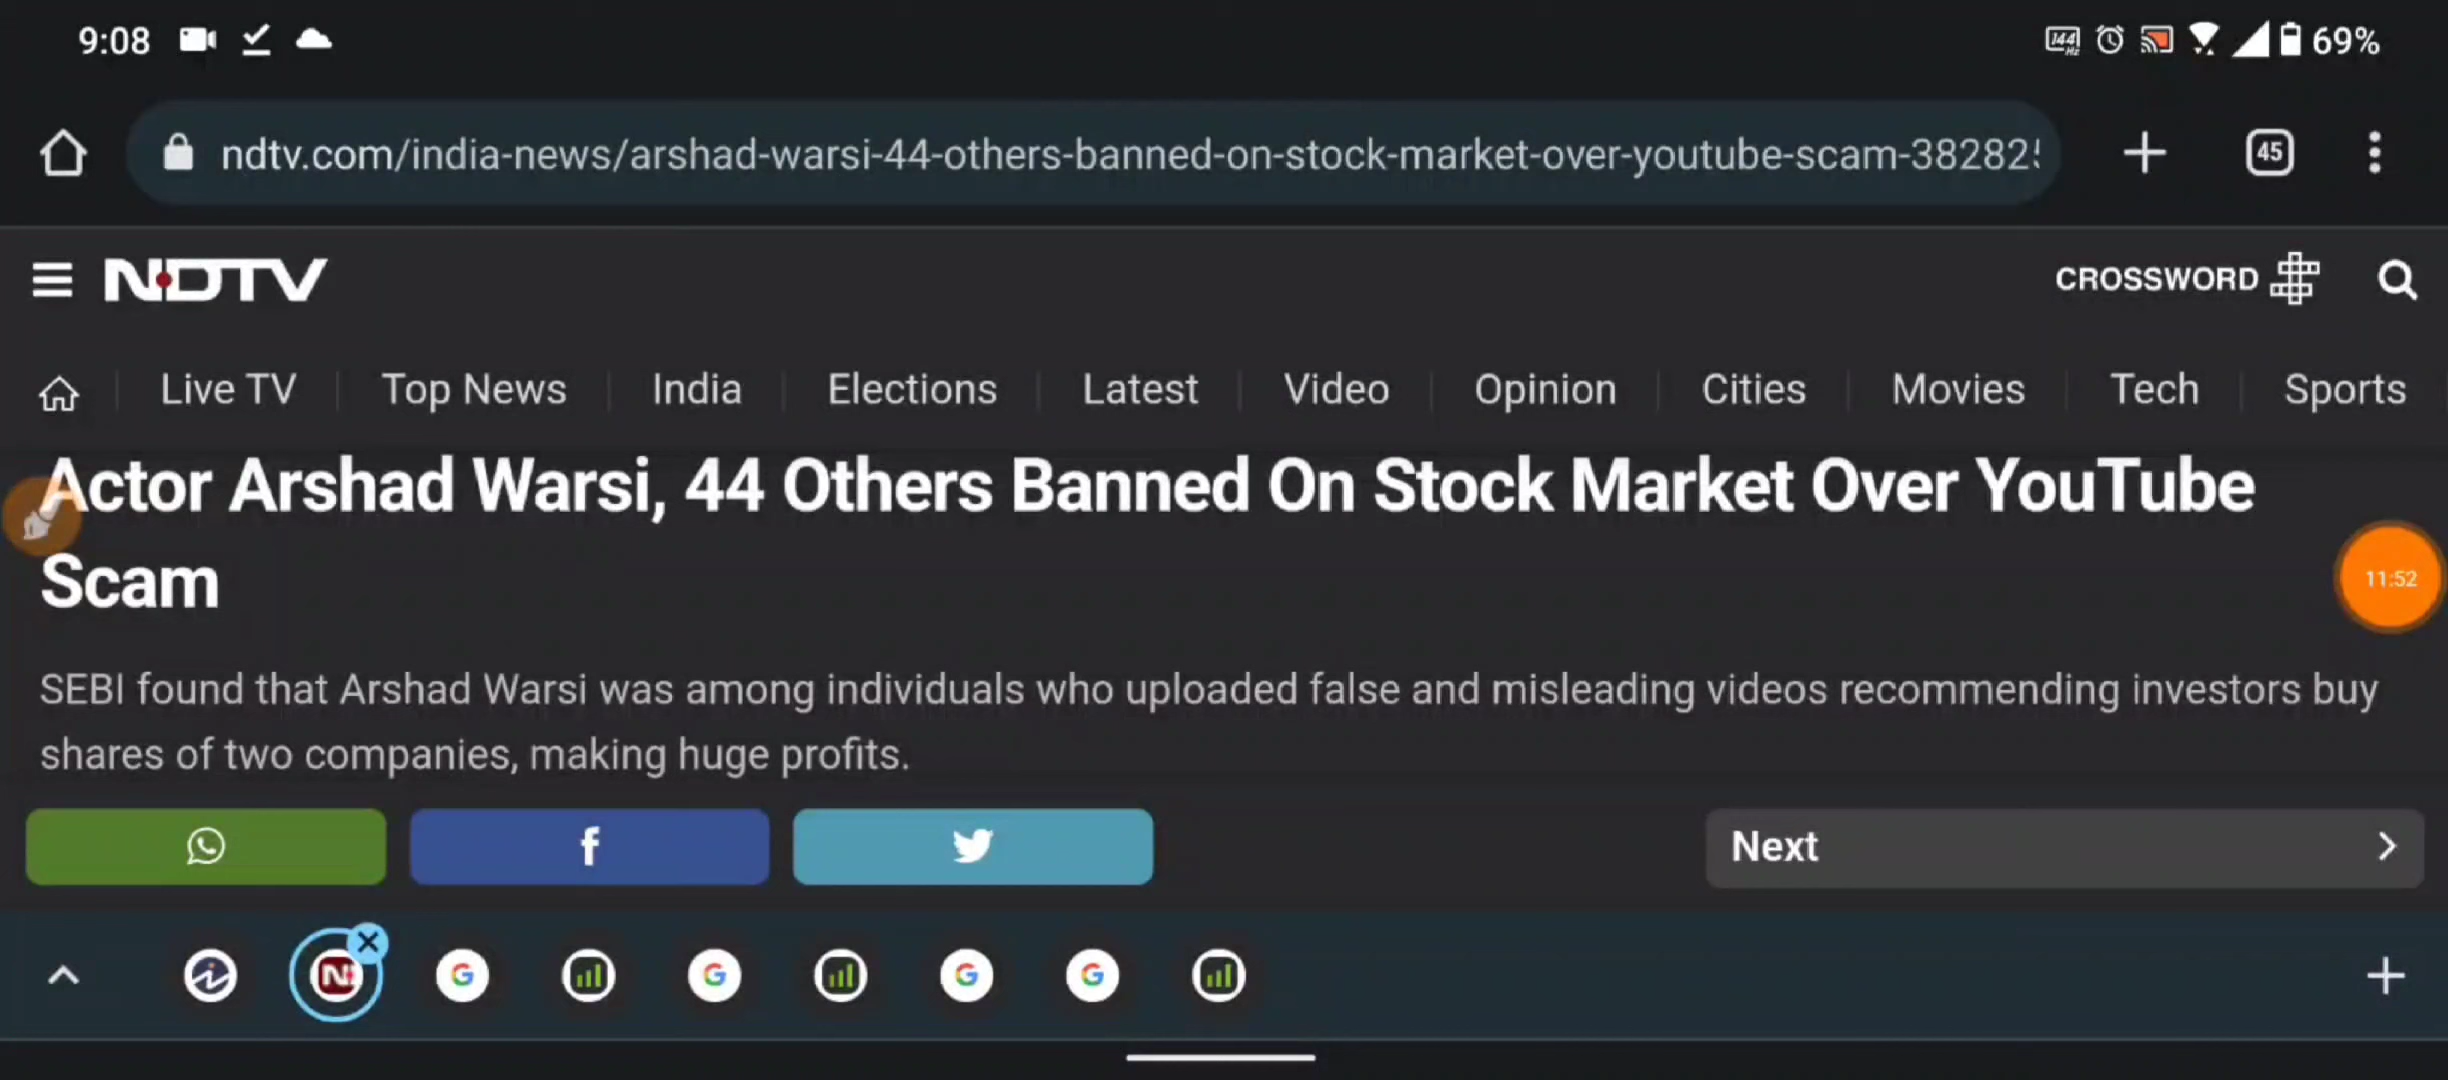 9:08
144 Hz
69%
ndtv.com/india-news/arshad-warsi-44-others-banned-on-stock-market-over-youtube-scam-38282
45
NDTV
CROSSWORD
Live TV
Top News
India
Elections
Latest
Video
Opinion
Cities
Movies
Tech
Sports
Actor Arshad Warsi, 44 Others Banned On Stock Market Over YouTube
Scam
11:52
SEBI found that Arshad Warsi was among individuals who uploaded false and misleading videos recommending investors buy
shares of two companies, making huge profits.
Next